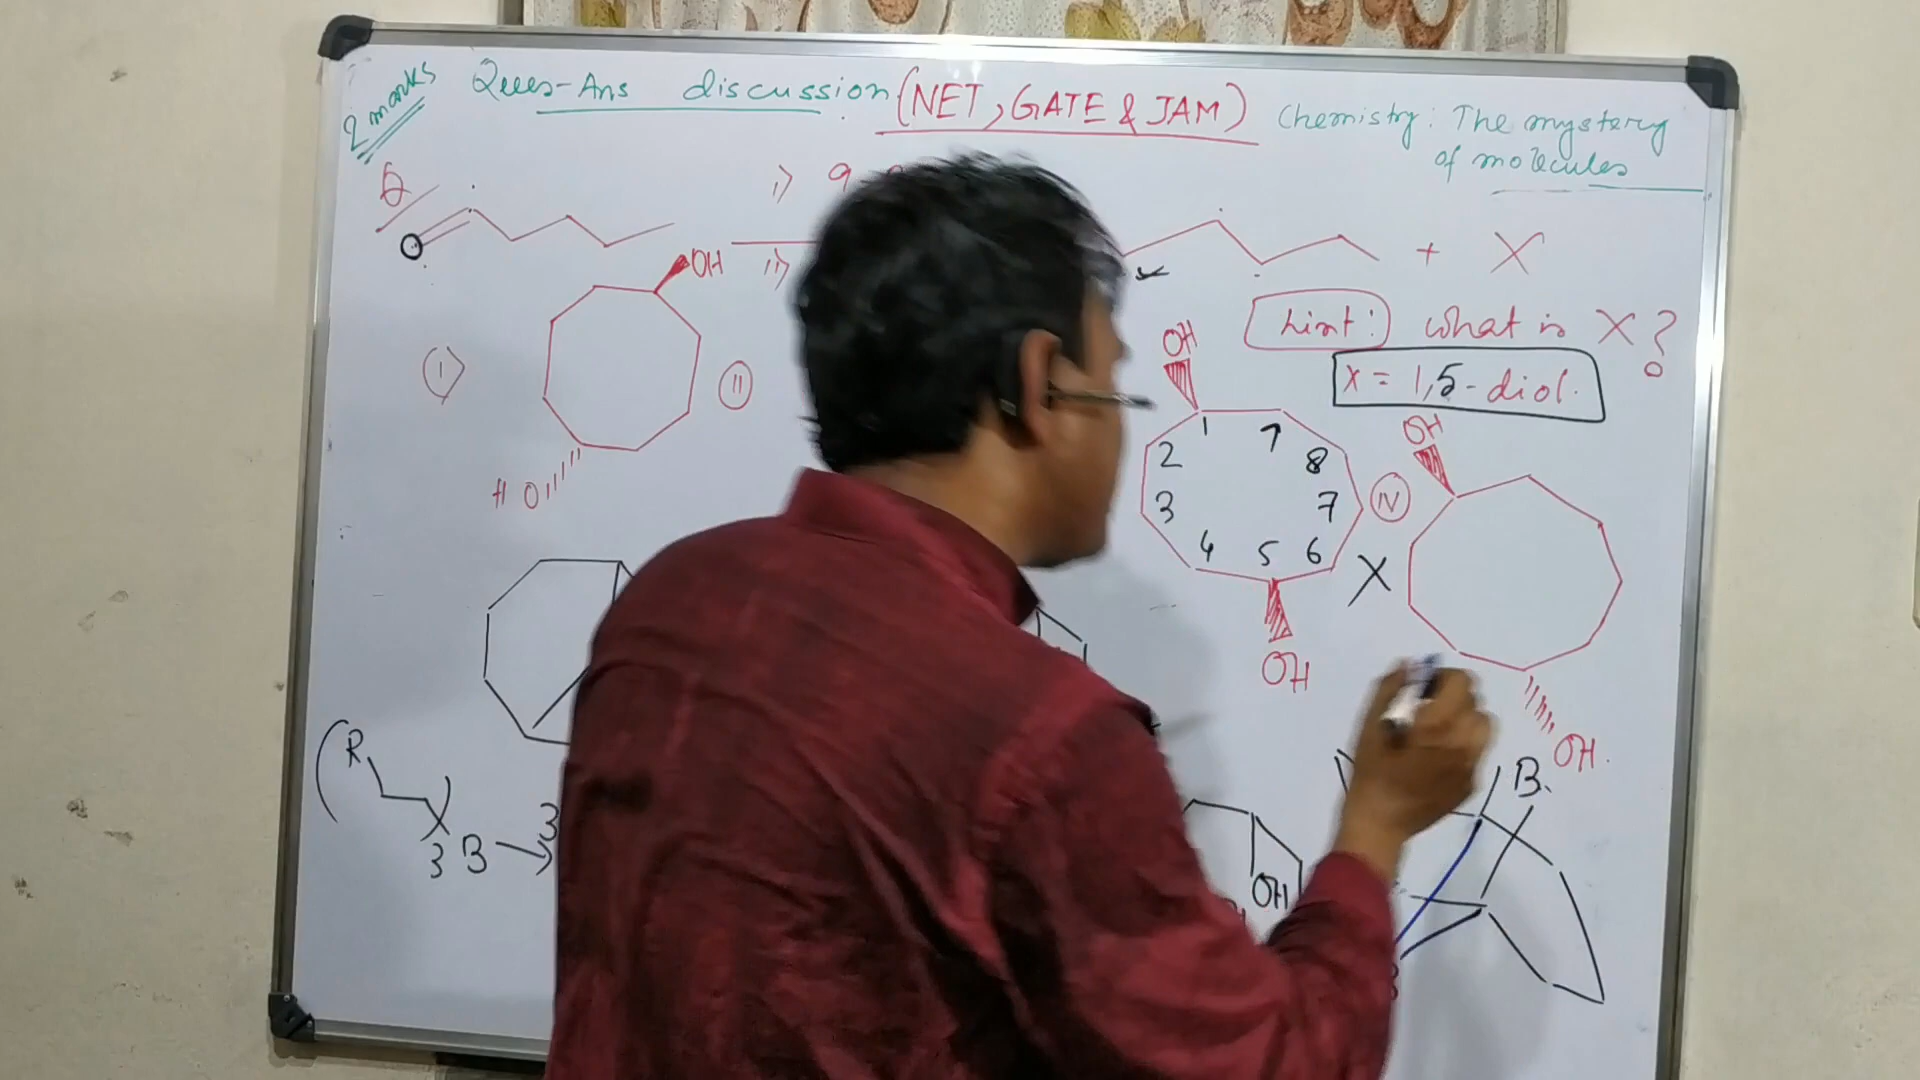 2 marks
Ques-Ans discussion (NET, GATE & JAM)
Chemistry: The mystery
of molecules
Q
i) 9
ii)
+ X
OH
I
HO
II
hint: what is X?
X = 1,5-diol.
OH
1 7
2 8
3 7
4 5 6
OH
IV
X
OH
OH.
(R
)3 B → 3
OH
B